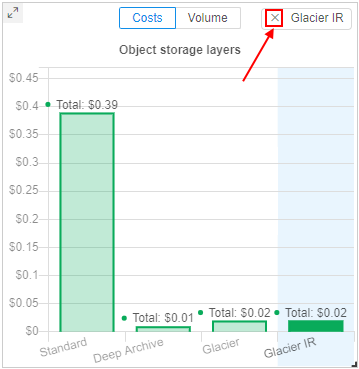 Costs Volume × Glacier IR
Object storage layers
$0.45
$0.4
$0.35
$0.3
$0.25
$0.2
$0.15
$0.1
$0.05
$0
Total: $0.39
Total: $0.01
Total: $0.02
Total: $0.02
Standard
Deep Archive
Glacier
Glacier IR